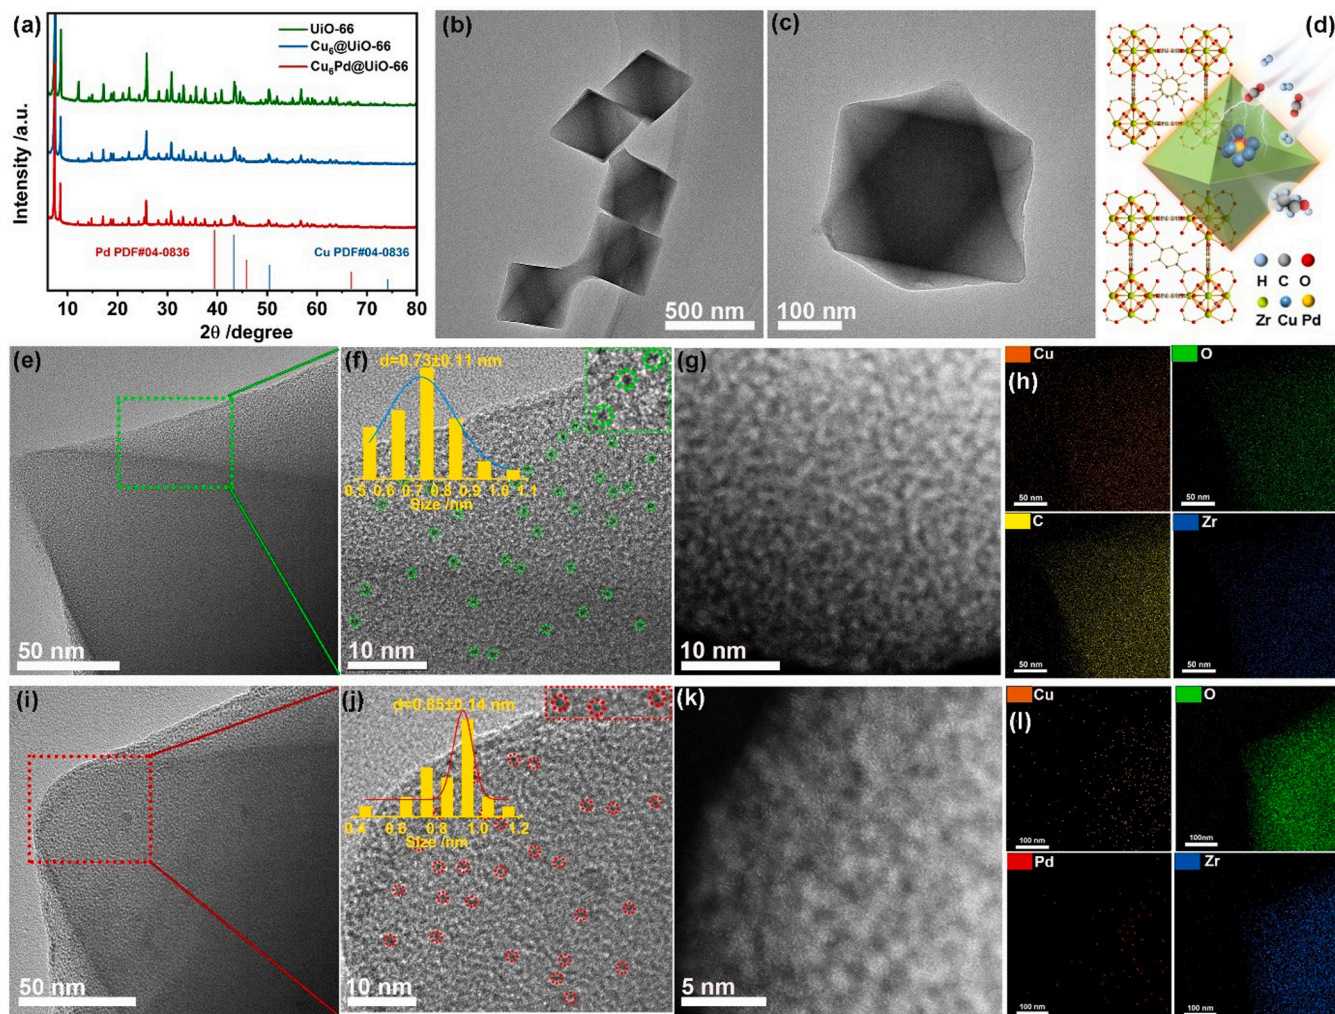 (a)
UiO-66
Cu₆@UiO-66
Cu₆Pd@UiO-66
Intensity /a.u.
Pd PDF#04-0836
Cu PDF#04-0836
10 20 30 40 50 60 70 80
2θ /degree
(b)
500 nm
(c)
100 nm
(d)
H C O
Zr Cu Pd
(e)
50 nm
(f)
d=0.73±0.11 nm
0.5 0.6 0.7 0.8 0.9 1.0 1.1
Size /nm
10 nm
(g)
10 nm
(h)
Cu
50 nm
O
50 nm
C
50 nm
Zr
50 nm
(i)
50 nm
(j)
d=0.85±0.14 nm
0.4 0.6 0.8 1.0 1.2
Size /nm
10 nm
(k)
5 nm
(l)
Cu
100 nm
O
100nm
Pd
100 nm
Zr
100 nm